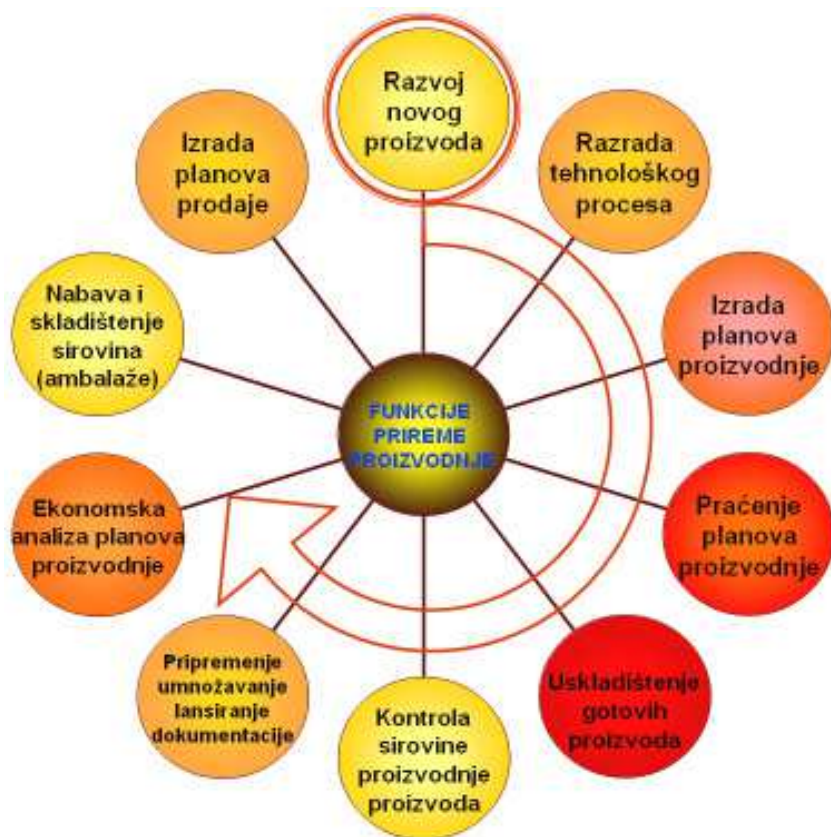 Razvoj
novog
proizvoda
Razrada
tehnološkog
procesa
Izrada
planova
proizvodnje
Praćenje
planova
proizvodnje
Uskladištenje
gotovih
proizvoda
Kontrola
sirovine
proizvodnje
proizvoda
Pripremenje
umnožavanje
lansiranje
dokumentacije
Ekonomska
analiza planova
proizvodnje
Nabava i
skladištenje
sirovina
(ambalaže)
Izrada
planova
prodaje
FUNKCIJE
PRIREME
PROIZVODNJE